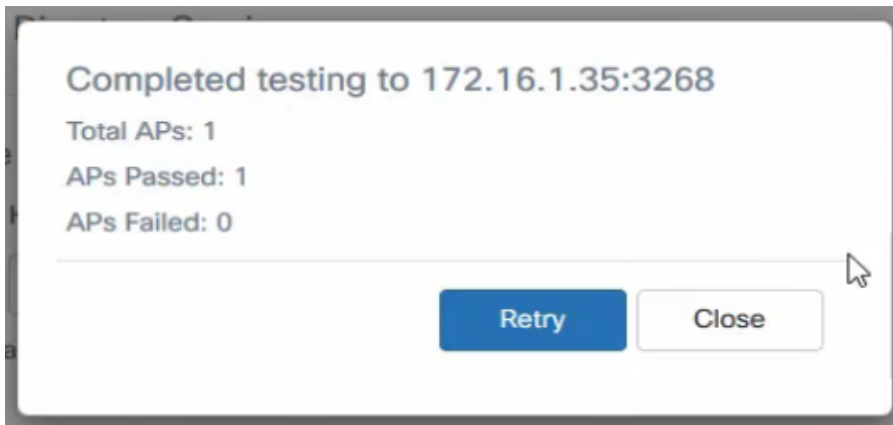 Completed testing to 172.16.1.35:3268
Total APs: 1
APs Passed: 1
APs Failed: 0
Retry
Close